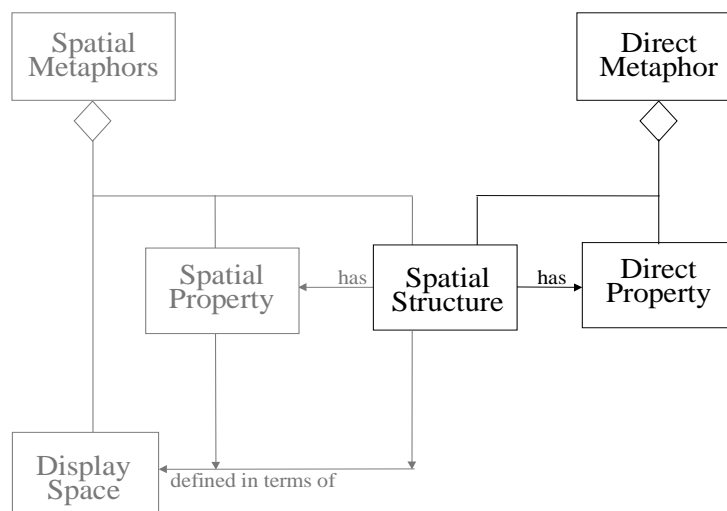 Spatial
Metaphors
Direct
Metaphor
Spatial
Property
has
Spatial
Structure
has
Direct
Property
Display
Space
defined in terms of